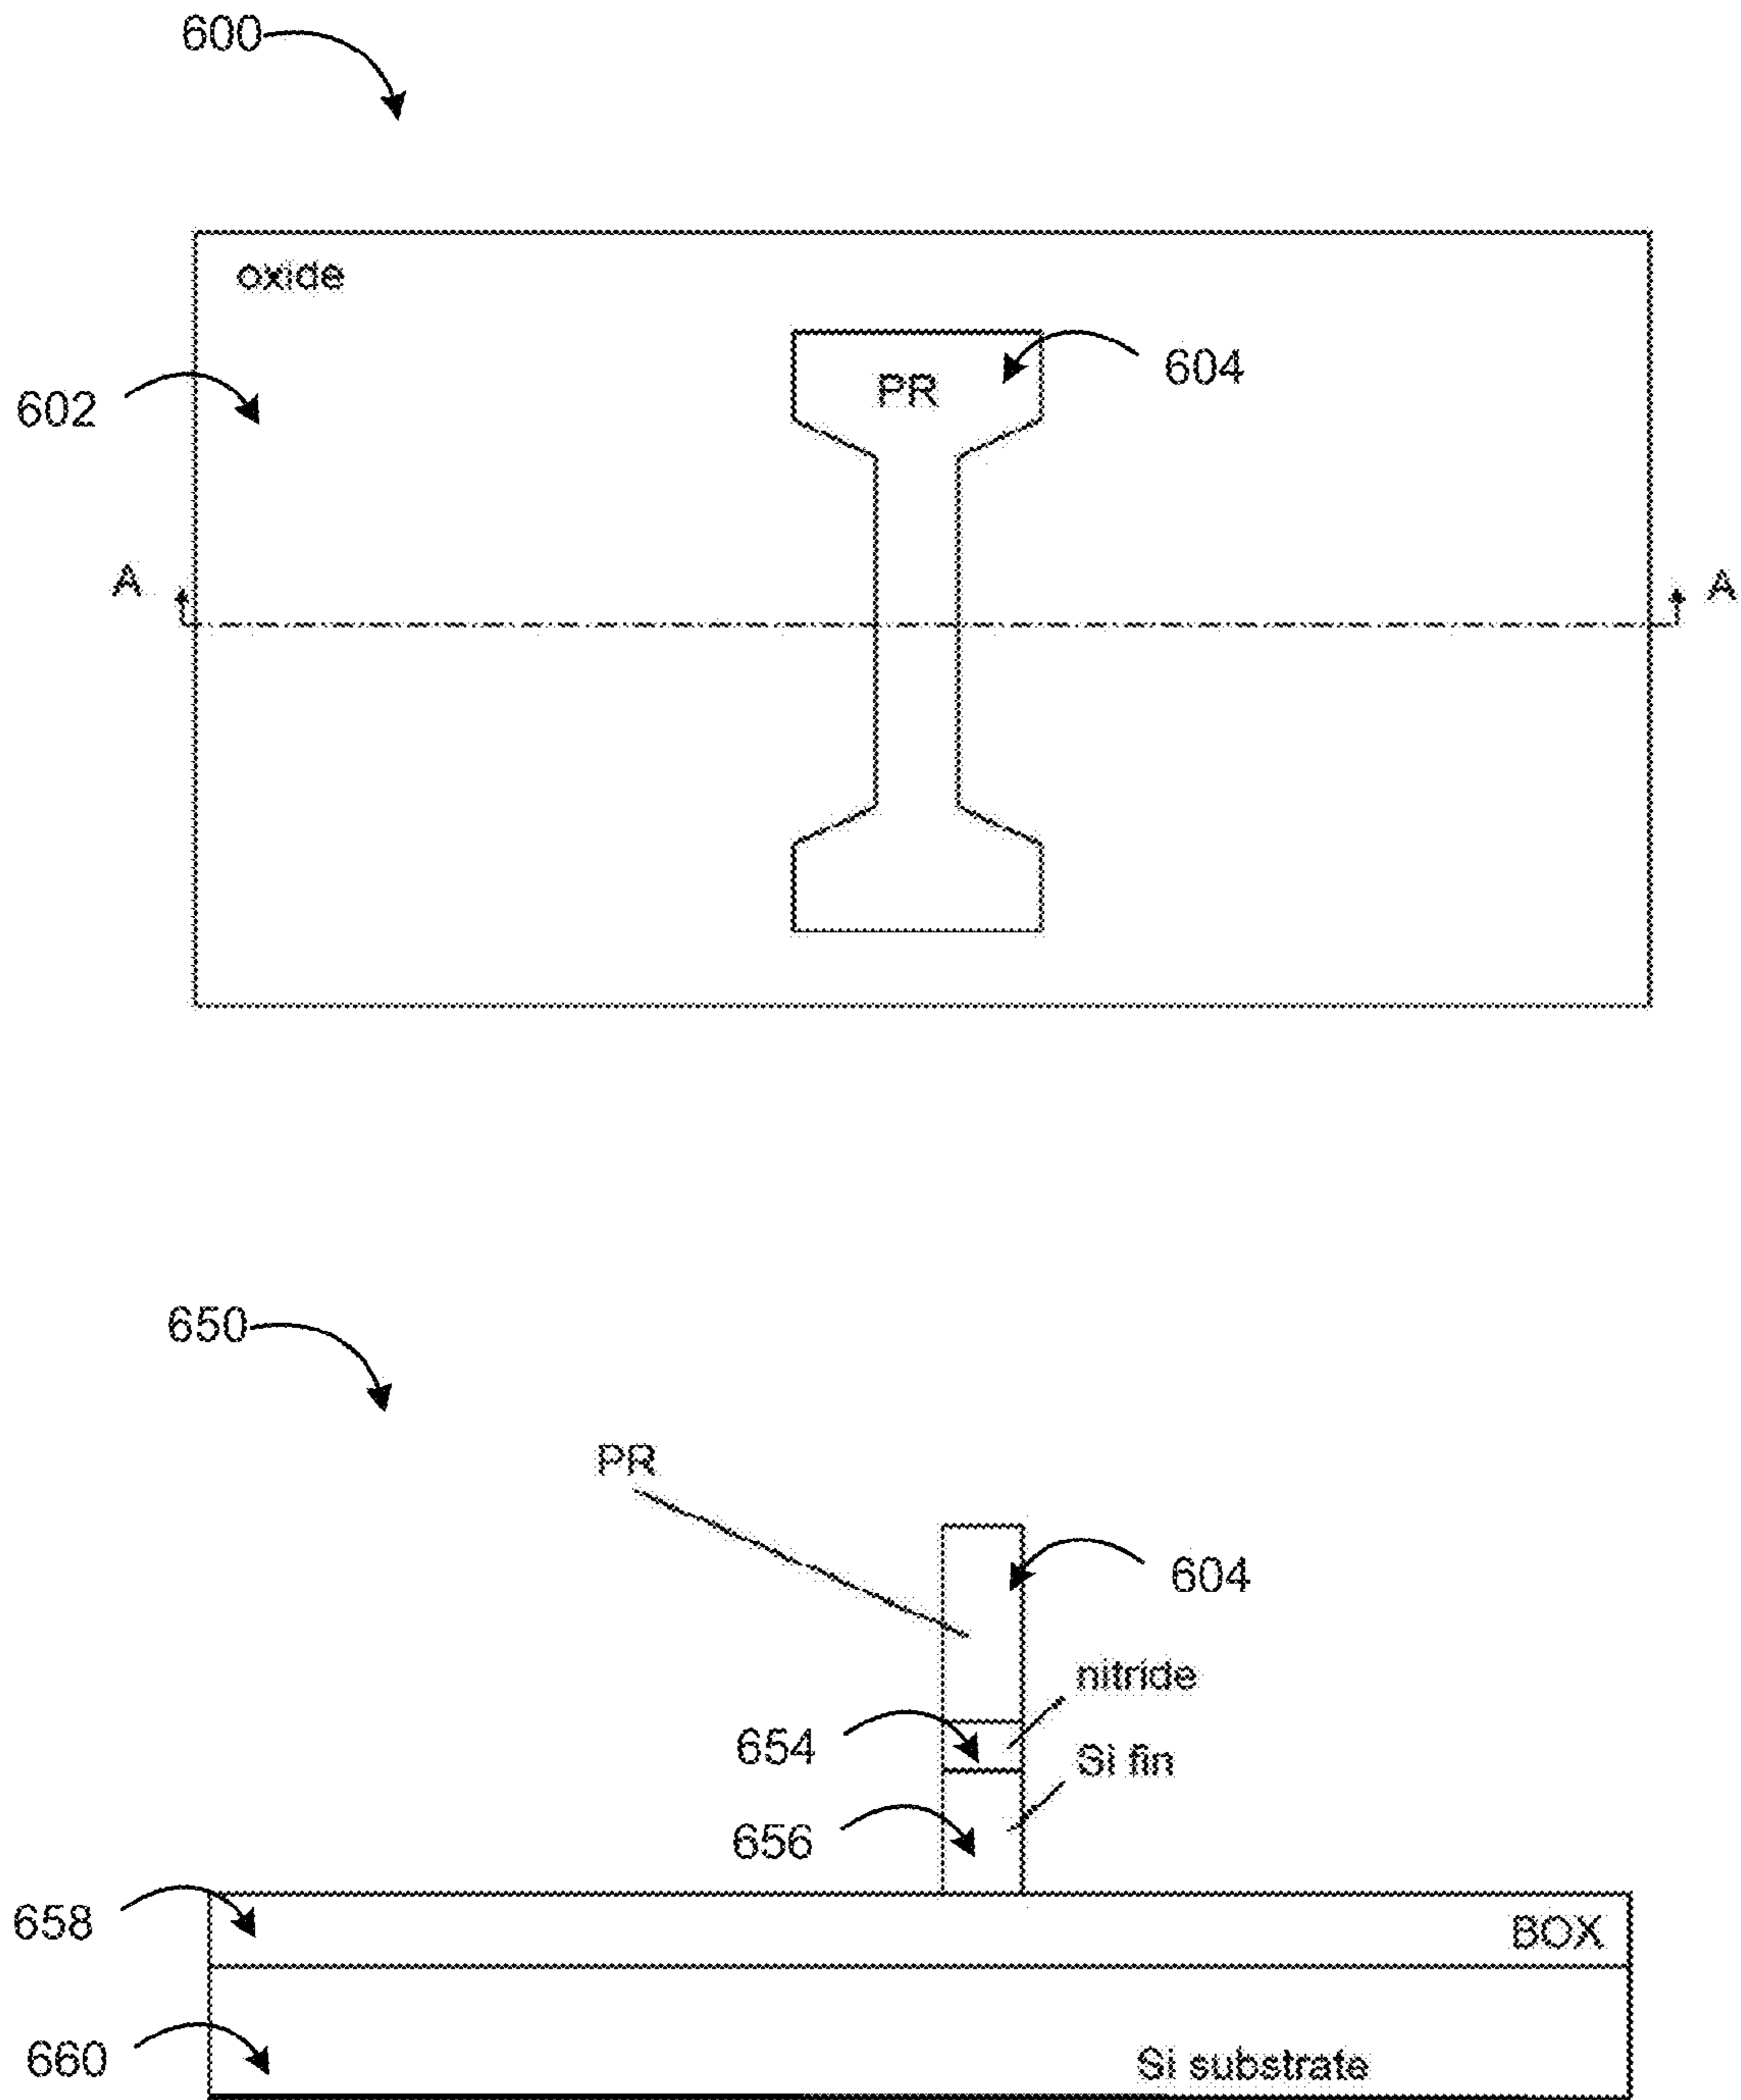 600
oxide
PR
604
602
A A
650
PR
604
nitride
654
Si fin
656
658
BOX
660
Si substrate